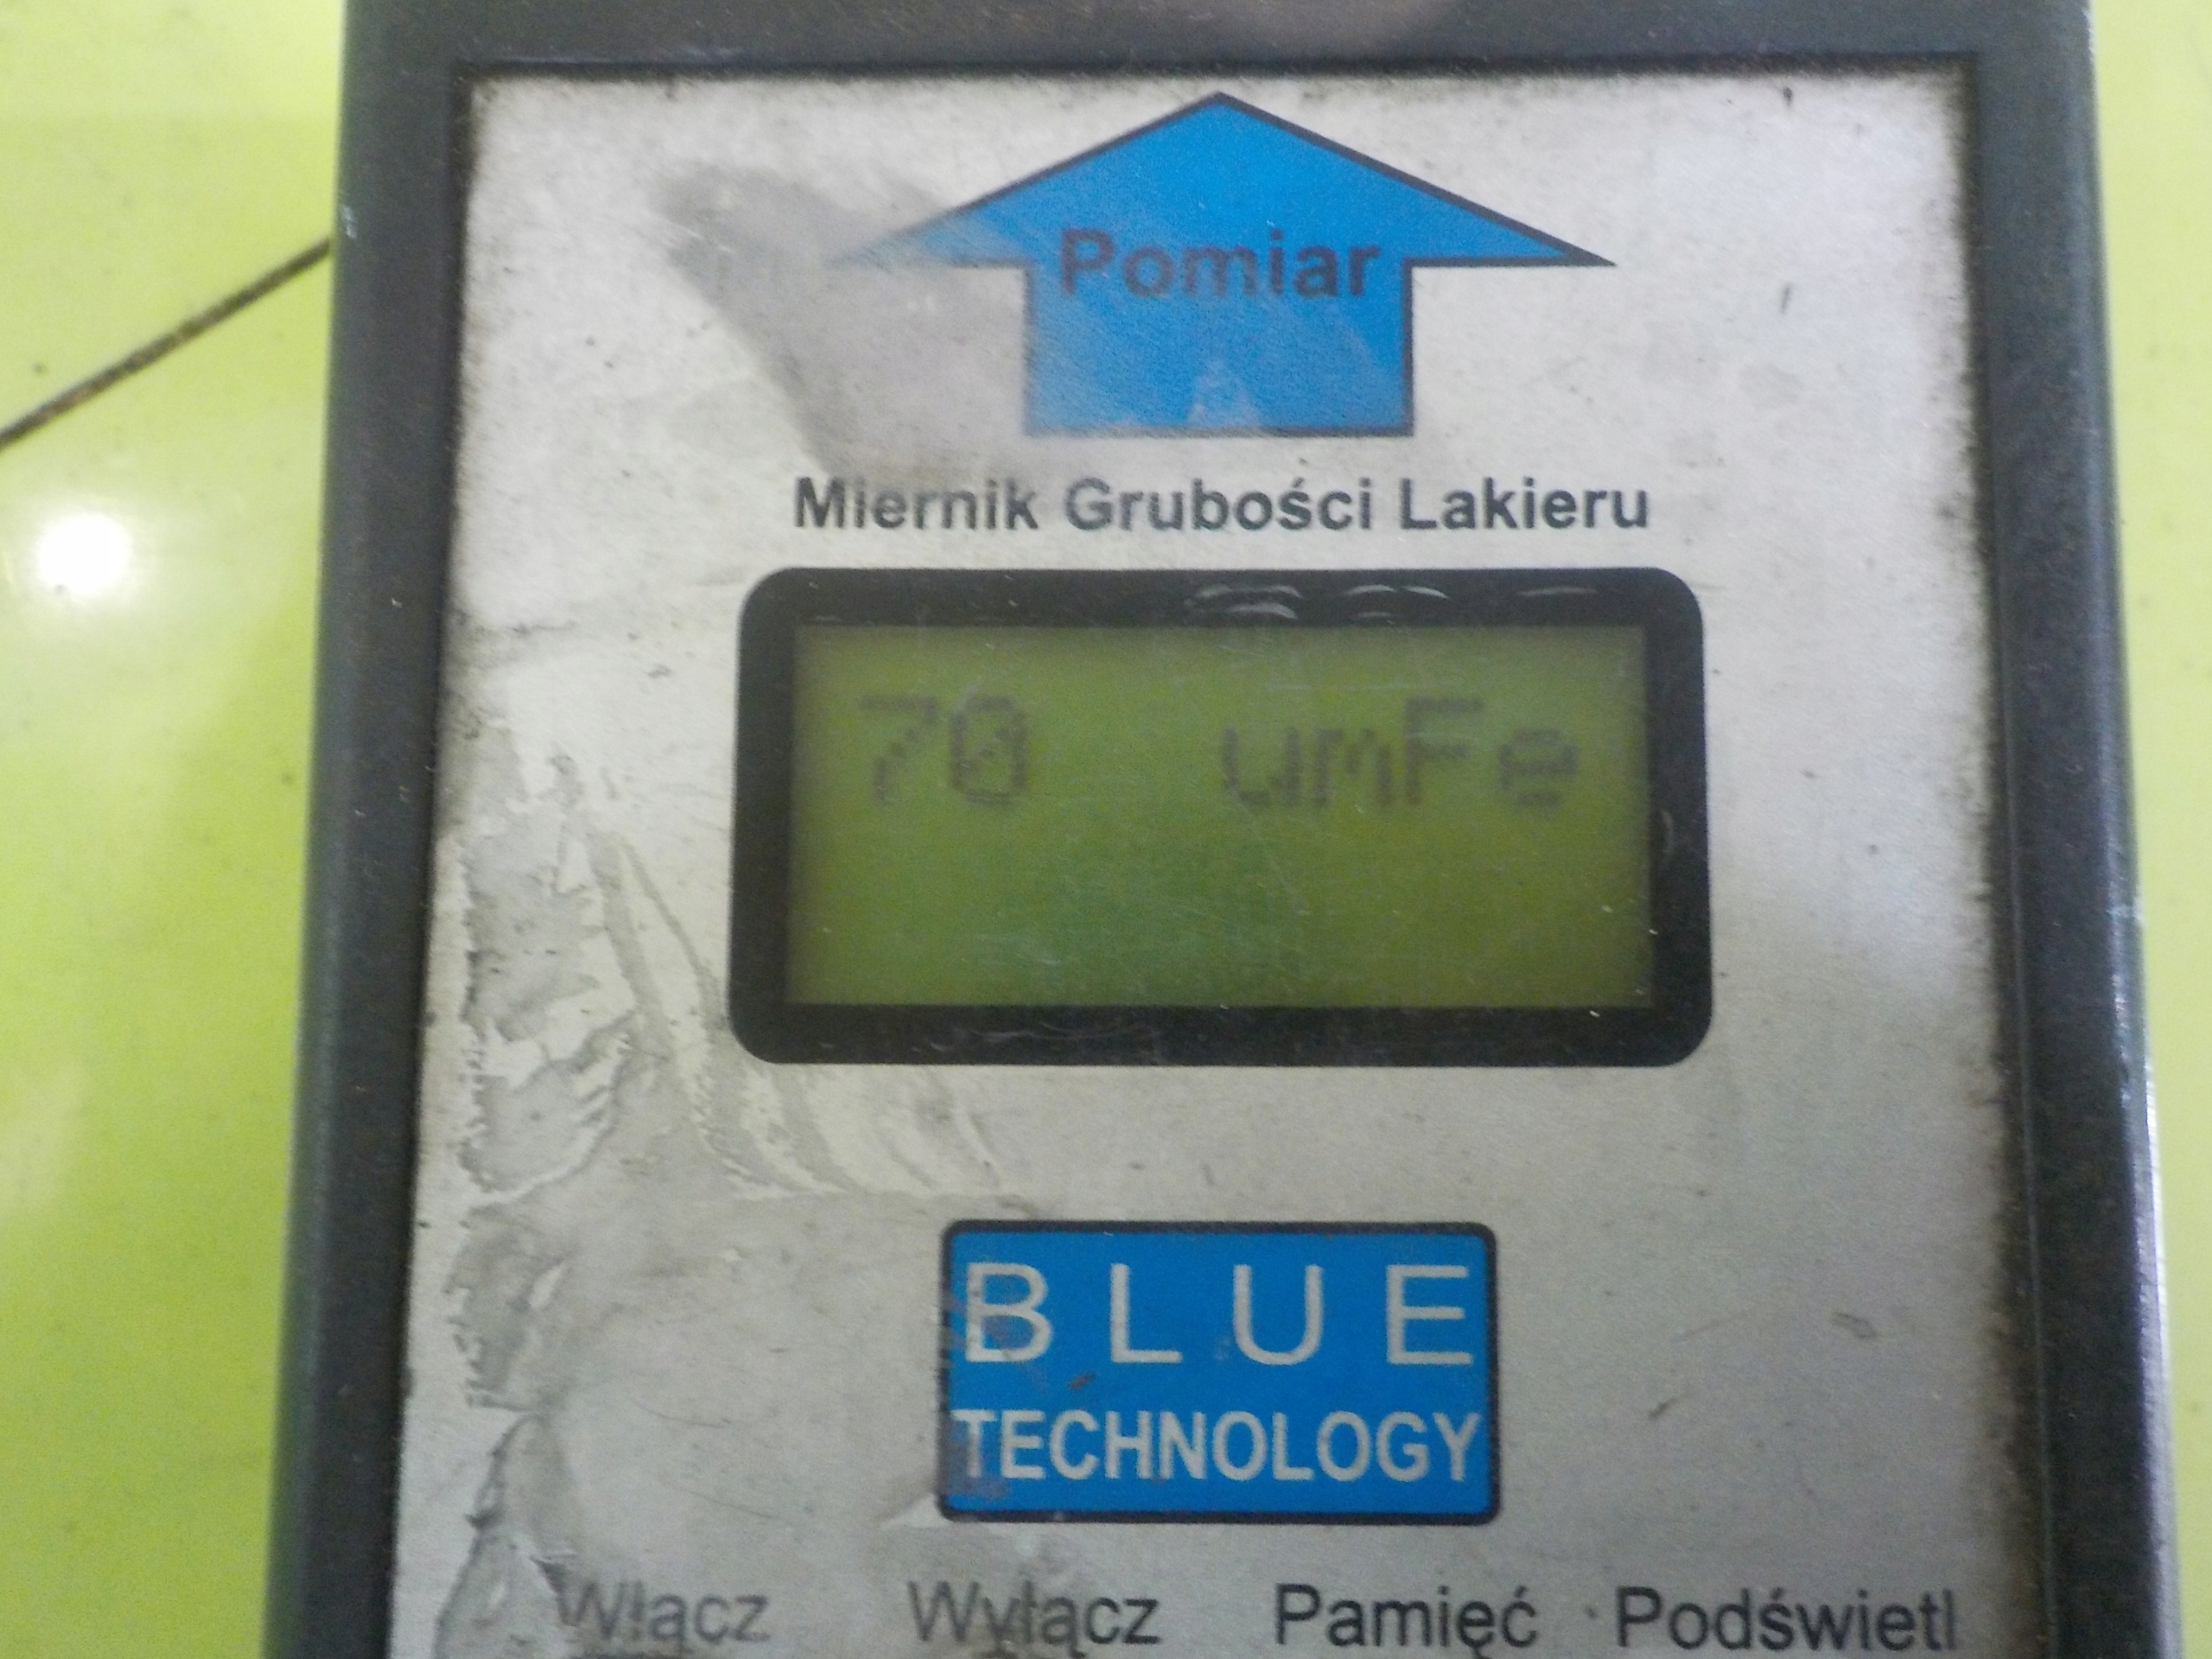 Pomiar
Miernik Grubości Lakieru
70 umFe
BLUE
TECHNOLOGY
Włącz Wyłącz Pamięć Podświetl